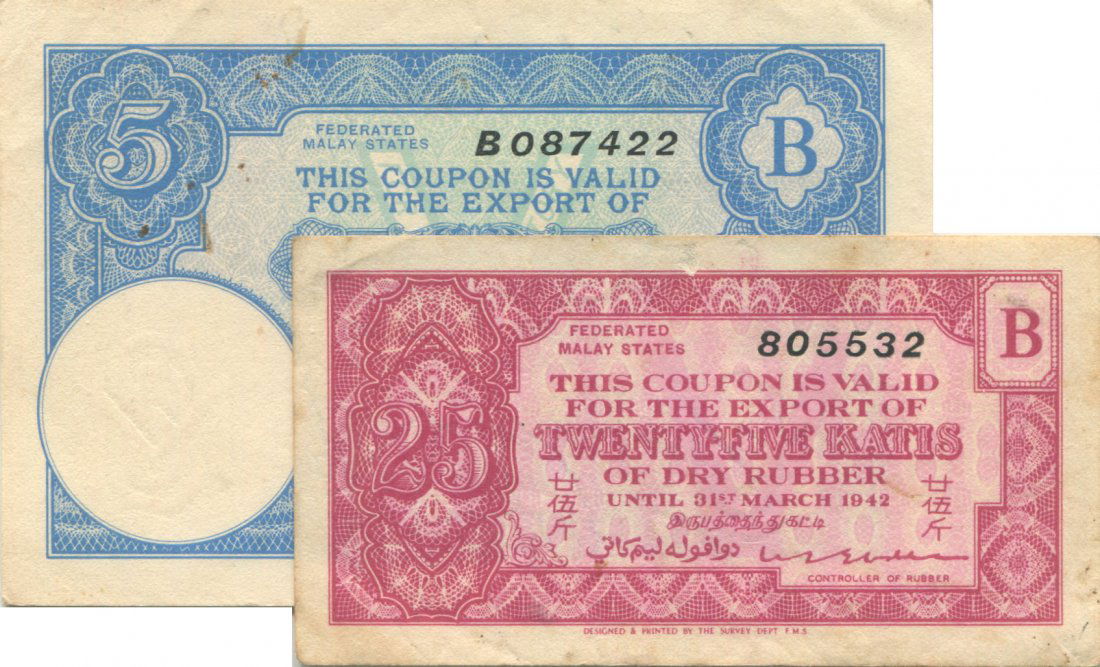 5
FEDERATED
MALAY STATES
B087422
B
THIS COUPON IS VALID
FOR THE EXPORT OF
25
FEDERATED
MALAY STATES
805532
B
THIS COUPON IS VALID
FOR THE EXPORT OF
TWENTY-FIVE KATIS
OF DRY RUBBER
UNTIL 31ST MARCH 1942
廿伍斤
廿伍斤
இருபத்தைந்துகட்டி
دوافوله ليم كاتي
CONTROLLER OF RUBBER
DESIGNED & PRINTED BY THE SURVEY DEPT F.M.S.